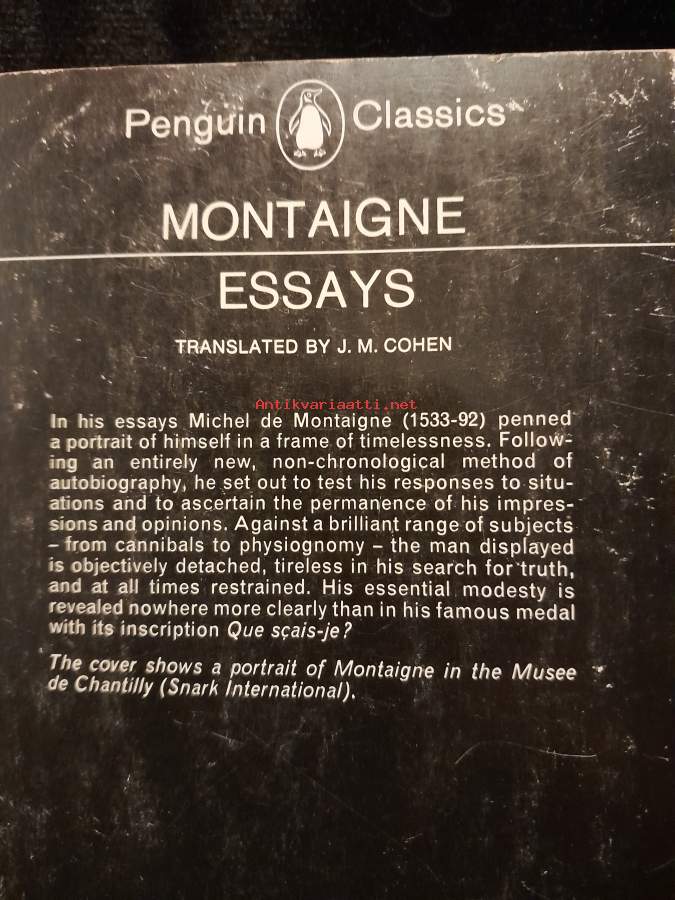 Penguin Classics
MONTAIGNE
ESSAYS
TRANSLATED BY J. M. COHEN
Antikvariaatti.net
In his essays Michel de Montaigne (1533-92) penned
a portrait of himself in a frame of timelessness. Follow-
ing an entirely new, non-chronological method of
autobiography, he set out to test his responses to situ-
ations and to ascertain the permanence of his impres-
sions and opinions. Against a brilliant range of subjects
– from cannibals to physiognomy – the man displayed
is objectively detached, tireless in his search for truth,
and at all times restrained. His essential modesty is
revealed nowhere more clearly than in his famous medal
with its inscription Que sçais-je?
The cover shows a portrait of Montaigne in the Musee
de Chantilly (Snark International).